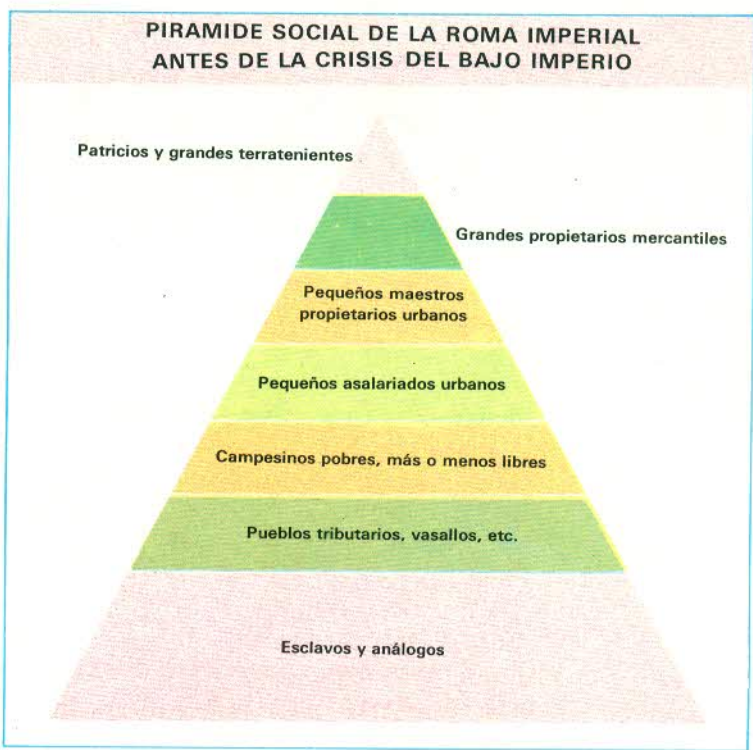 PIRAMIDE SOCIAL DE LA ROMA IMPERIAL
ANTES DE LA CRISIS DEL BAJO IMPERIO
Patricios y grandes terratenientes
Grandes propietarios mercantiles
Pequeños maestros
propietarios urbanos
Pequeños asalariados urbanos
Campesinos pobres, más o menos libres
Pueblos tributarios, vasallos, etc.
Esclavos y análogos